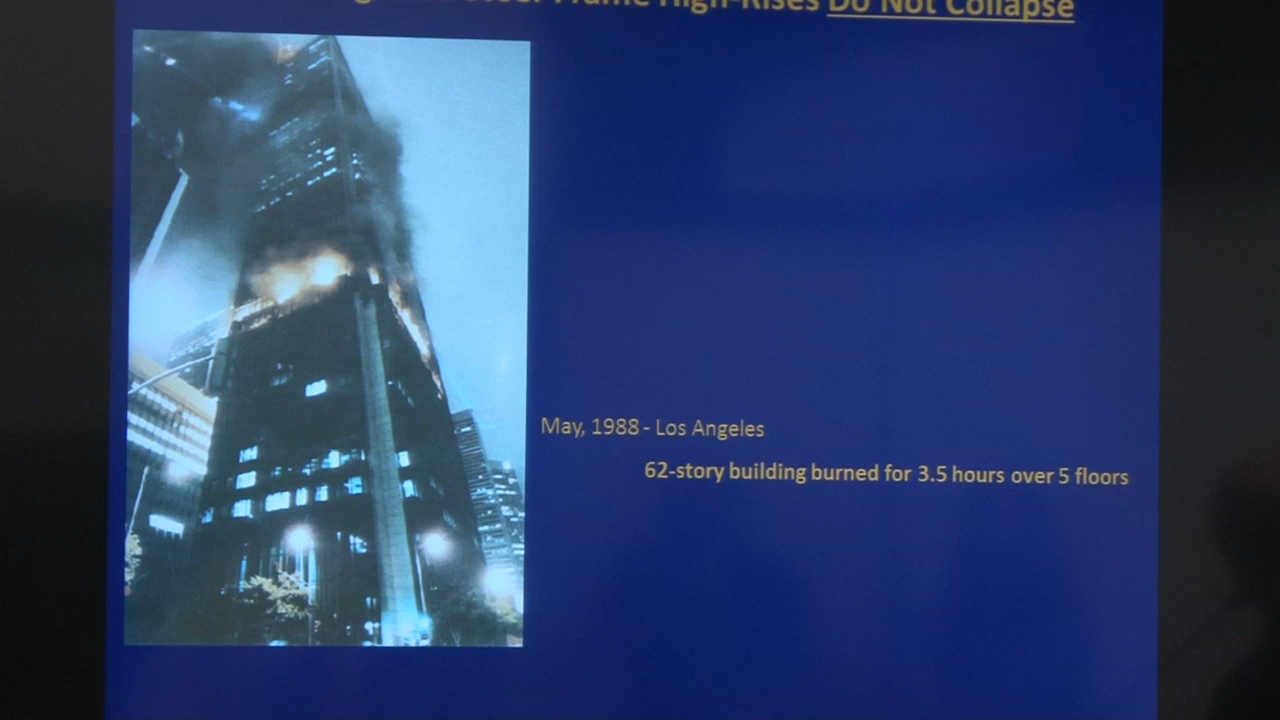 Frame High-Rises Do Not Collapse
May, 1988 - Los Angeles
62-story building burned for 3.5 hours over 5 floors